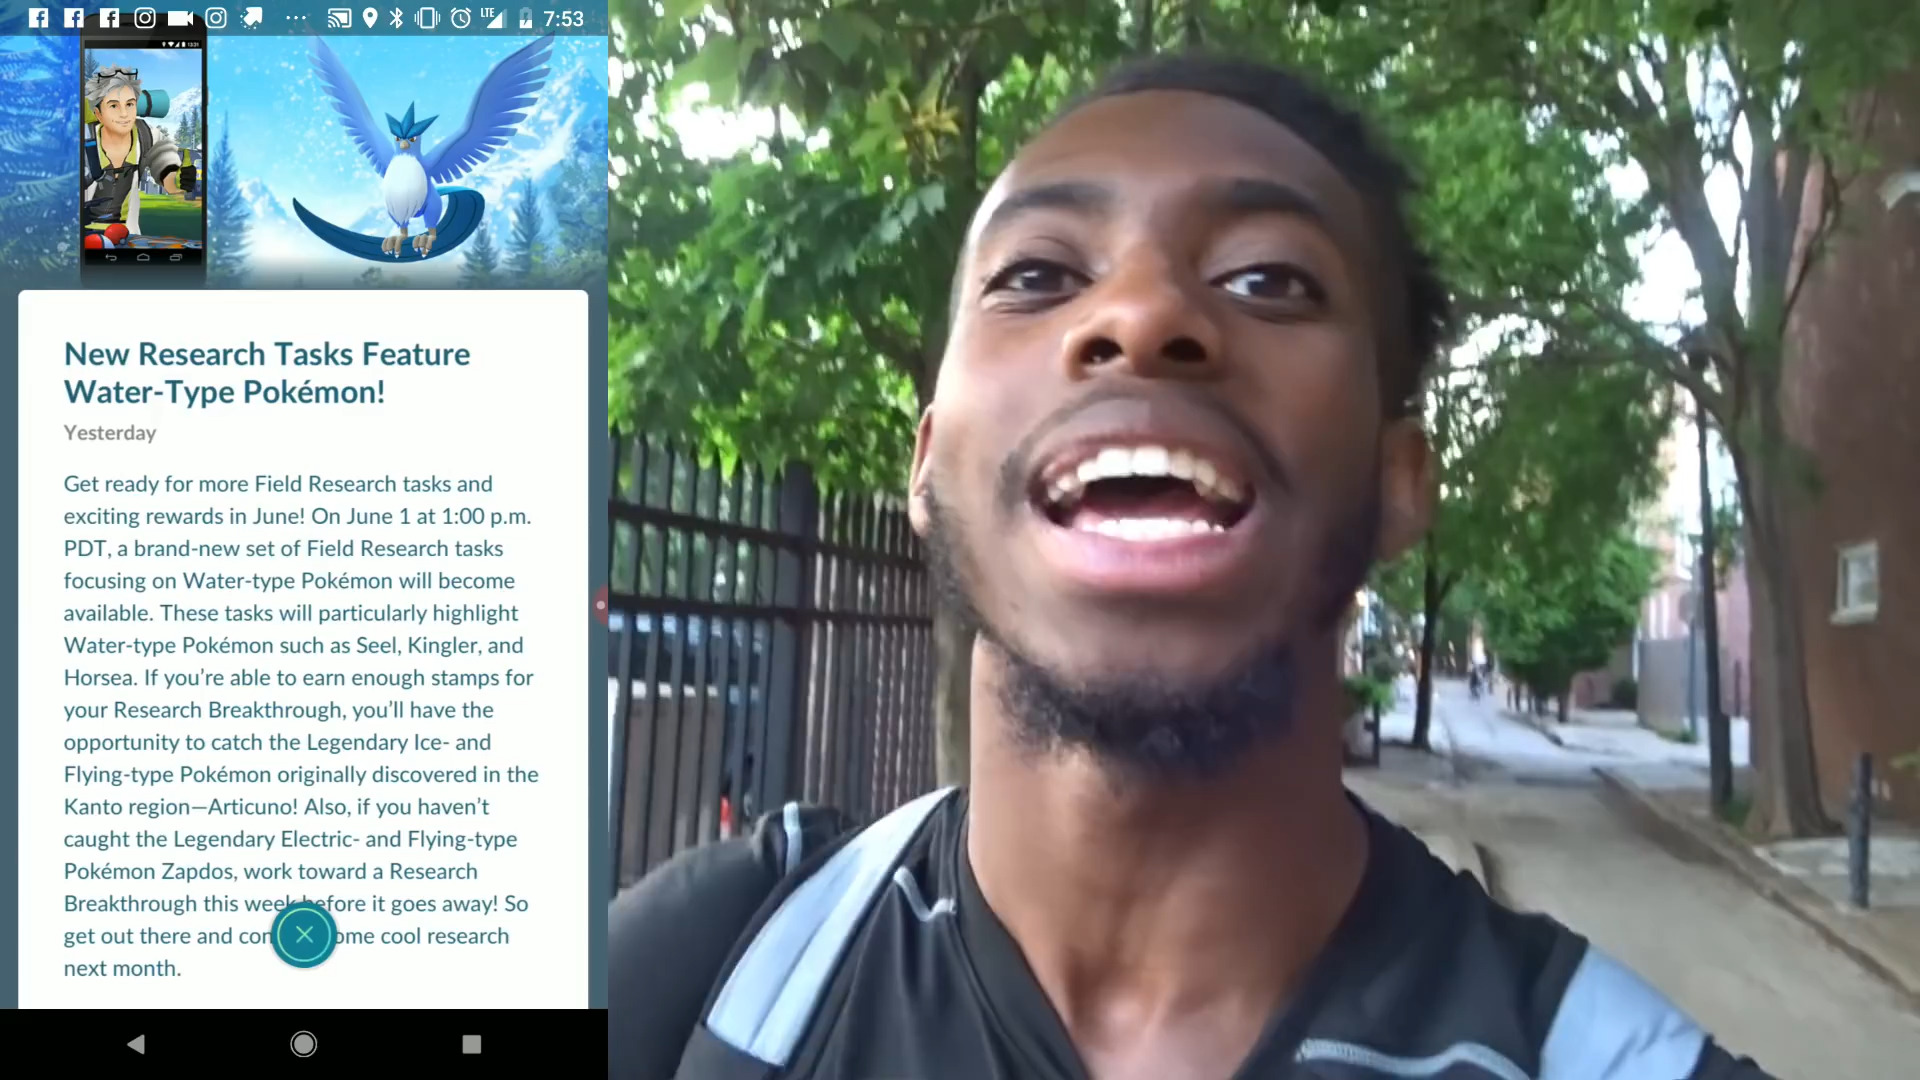 LTE 7:53
New Research Tasks Feature
Water-Type Pokémon!
Yesterday
Get ready for more Field Research tasks and
exciting rewards in June! On June 1 at 1:00 p.m.
PDT, a brand-new set of Field Research tasks
focusing on Water-type Pokémon will become
available. These tasks will particularly highlight
Water-type Pokémon such as Seel, Kingler, and
Horsea. If you're able to earn enough stamps for
your Research Breakthrough, you'll have the
opportunity to catch the Legendary Ice- and
Flying-type Pokémon originally discovered in the
Kanto region—Articuno! Also, if you haven't
caught the Legendary Electric- and Flying-type
Pokémon Zapdos, work toward a Research
Breakthrough this week before it goes away! So
get out there and con ome cool research
next month.